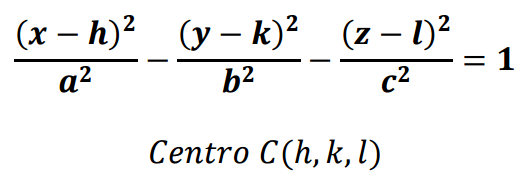 (x − h)²/a² − (y − k)²/b² − (z − l)²/c² = 1
Centro C(h, k, l)